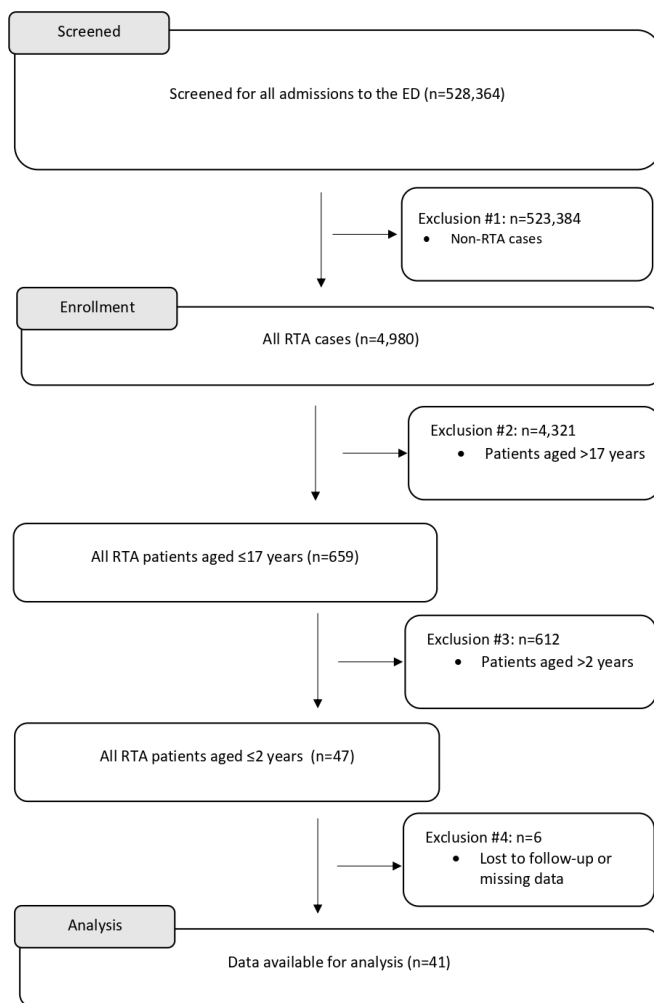 Screened
Screened for all admissions to the ED (n=528,364)
Exclusion #1: n=523,384
• Non-RTA cases
Enrollment
All RTA cases (n=4,980)
Exclusion #2: n=4,321
• Patients aged >17 years
All RTA patients aged ≤17 years (n=659)
Exclusion #3: n=612
• Patients aged >2 years
All RTA patients aged ≤2 years (n=47)
Exclusion #4: n=6
• Lost to follow-up or
missing data
Analysis
Data available for analysis (n=41)